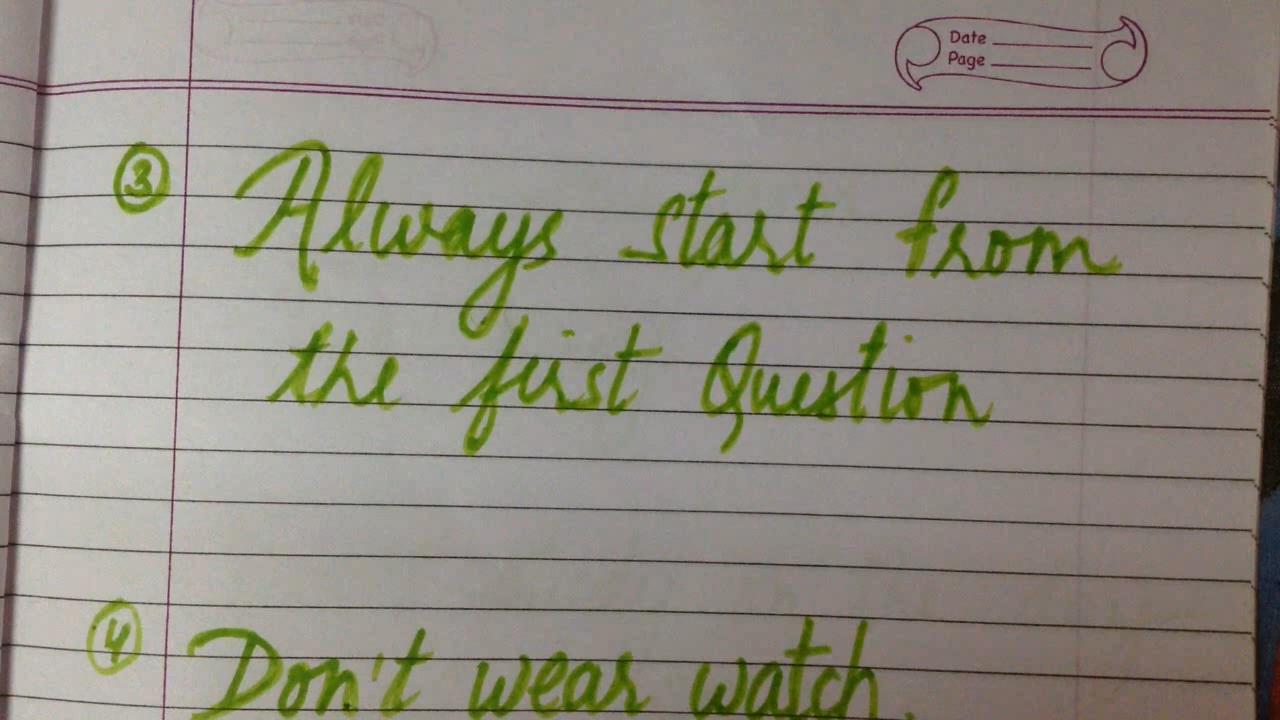 Date
Page
③ Always start from
the first Question
④ Don't wear watch.